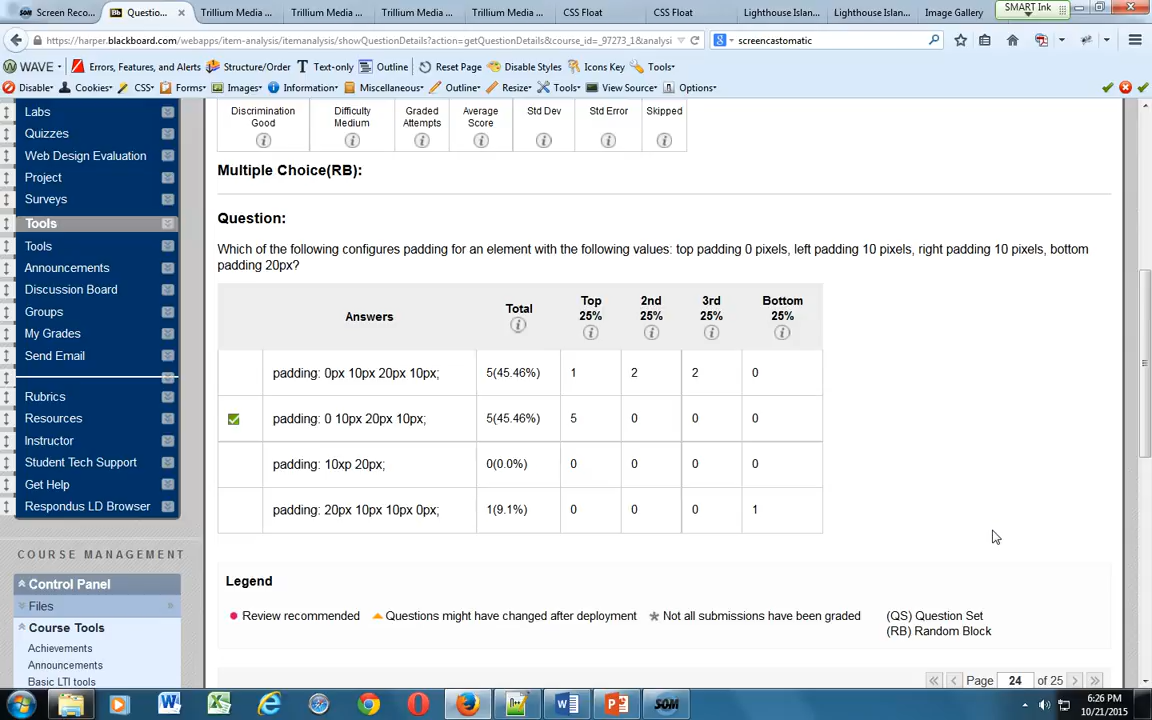 Screen Reco...
Questio...
Trillium Media ...
Trillium Media ...
Trillium Media ...
Trillium Media ...
CSS Float
CSS Float
Lighthouse Islan...
Lighthouse Islan...
Image Gallery
SMART Ink
https://harper.blackboard.com/webapps/item-analysis/itemanalysis/showQuestionDetails?action=getQuestionDetails&course_id=_97273_1&analysi
screencastomatic
WAVE
Errors, Features, and Alerts
Structure/Order
Text-only
Outline
Reset Page
Disable Styles
Icons Key
Tools
Disable
Cookies
CSS
Forms
Images
Information
Miscellaneous
Outline
Resize
Tools
View Source
Options
Labs
Quizzes
Web Design Evaluation
Project
Surveys
Tools
Tools
Announcements
Discussion Board
Groups
My Grades
Send Email
Rubrics
Resources
Instructor
Student Tech Support
Get Help
Respondus LD Browser
COURSE MANAGEMENT
Control Panel
Files
Course Tools
Achievements
Announcements
Basic LTI tools
Discrimination Good
Difficulty Medium
Graded Attempts
Average Score
Std Dev
Std Error
Skipped
Multiple Choice(RB):
Question:
Which of the following configures padding for an element with the following values: top padding 0 pixels, left padding 10 pixels, right padding 10 pixels, bottom
padding 20px?
Answers Total Top 25% 2nd 25% 3rd 25% Bottom 25%
padding: 0px 10px 20px 10px; 5(45.46%) 1 2 2 0
padding: 0 10px 20px 10px; 5(45.46%) 5 0 0 0
padding: 10xp 20px; 0(0.0%) 0 0 0 0
padding: 20px 10px 10px 0px; 1(9.1%) 0 0 0 1
Legend
Review recommended Questions might have changed after deployment Not all submissions have been graded (QS) Question Set
(RB) Random Block
Page 24 of 25
6:26 PM
10/21/2015